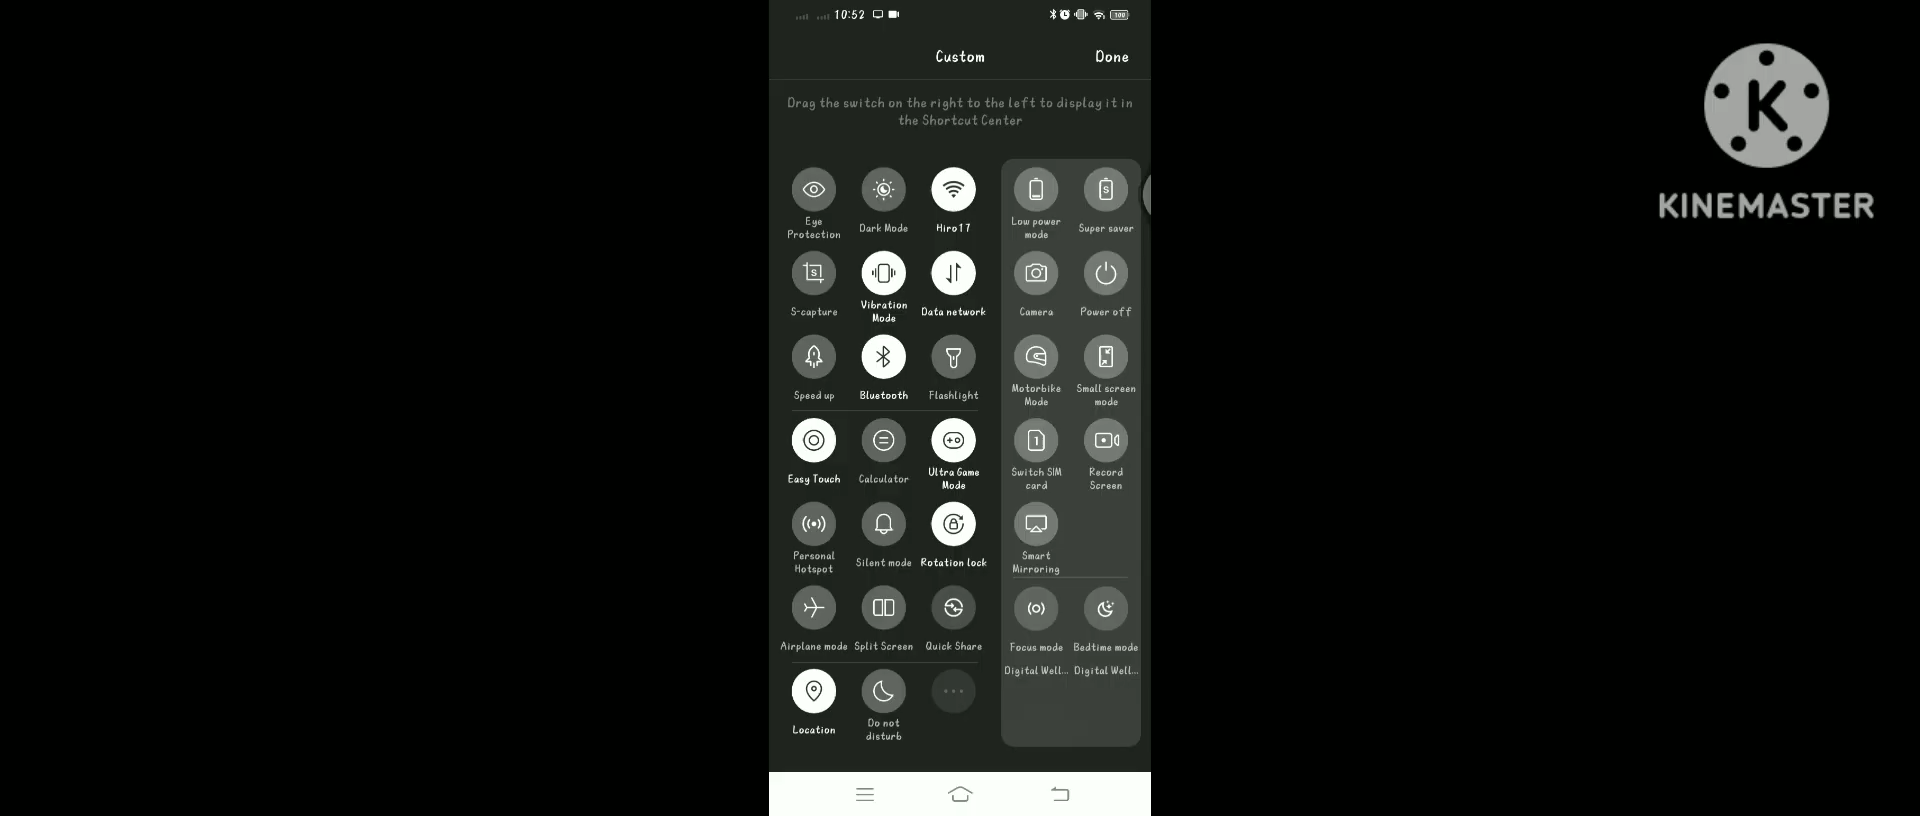 10:52
100
Custom
Done
Drag the switch on the right to the left to display it in
the Shortcut Center
Eye
Protection
Dark Mode
Hiro17
Low power
mode
Super saver
S
S
S-capture
Vibration
Mode
Data network
Camera
Power off
Speed up
Bluetooth
Flashlight
Motorbike
Mode
Small screen
mode
Easy Touch
Calculator
Ultra Game
Mode
1
Switch SIM
card
Record
Screen
Personal
Hotspot
Silent mode
Rotation lock
Smart
Mirroring
Airplane mode
Split Screen
Quick Share
Focus mode
Digital Well...
Bedtime mode
Digital Well...
Location
Do not
disturb
K
KINEMASTER